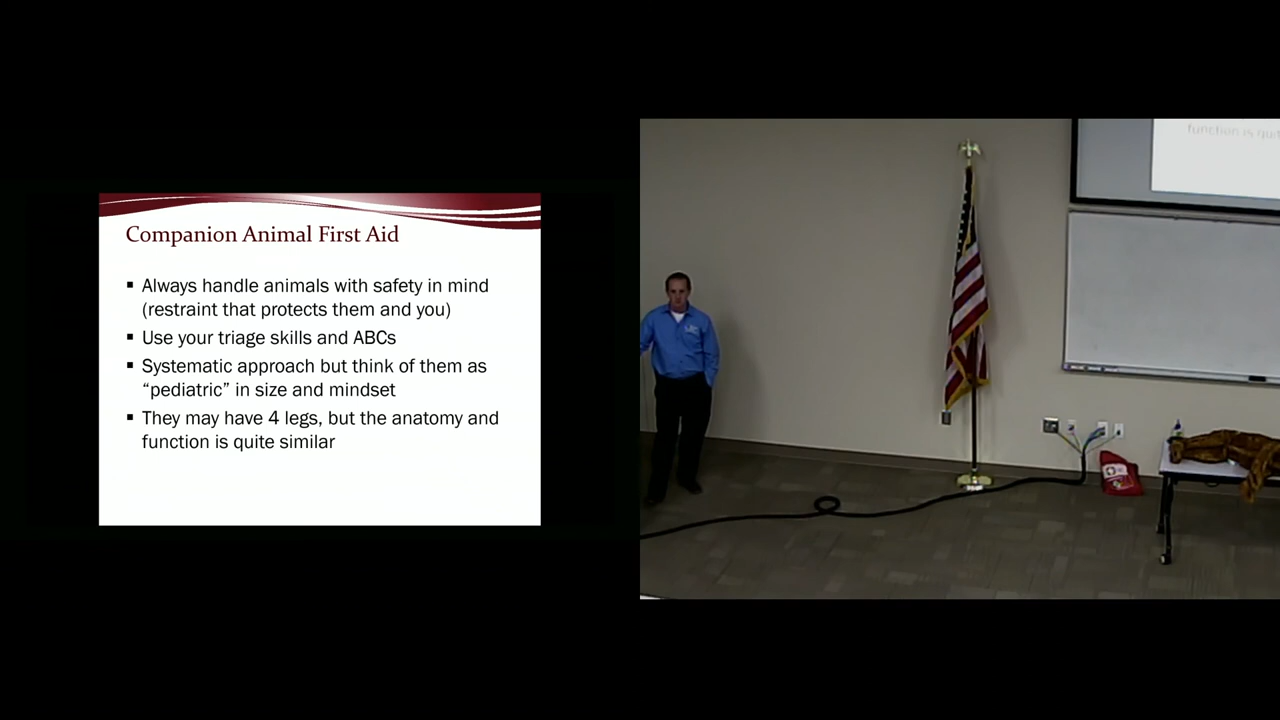 Companion Animal First Aid
▪ Always handle animals with safety in mind
(restraint that protects them and you)
▪ Use your triage skills and ABCs
▪ Systematic approach but think of them as
“pediatric” in size and mindset
▪ They may have 4 legs, but the anatomy and
function is quite similar
function is quit